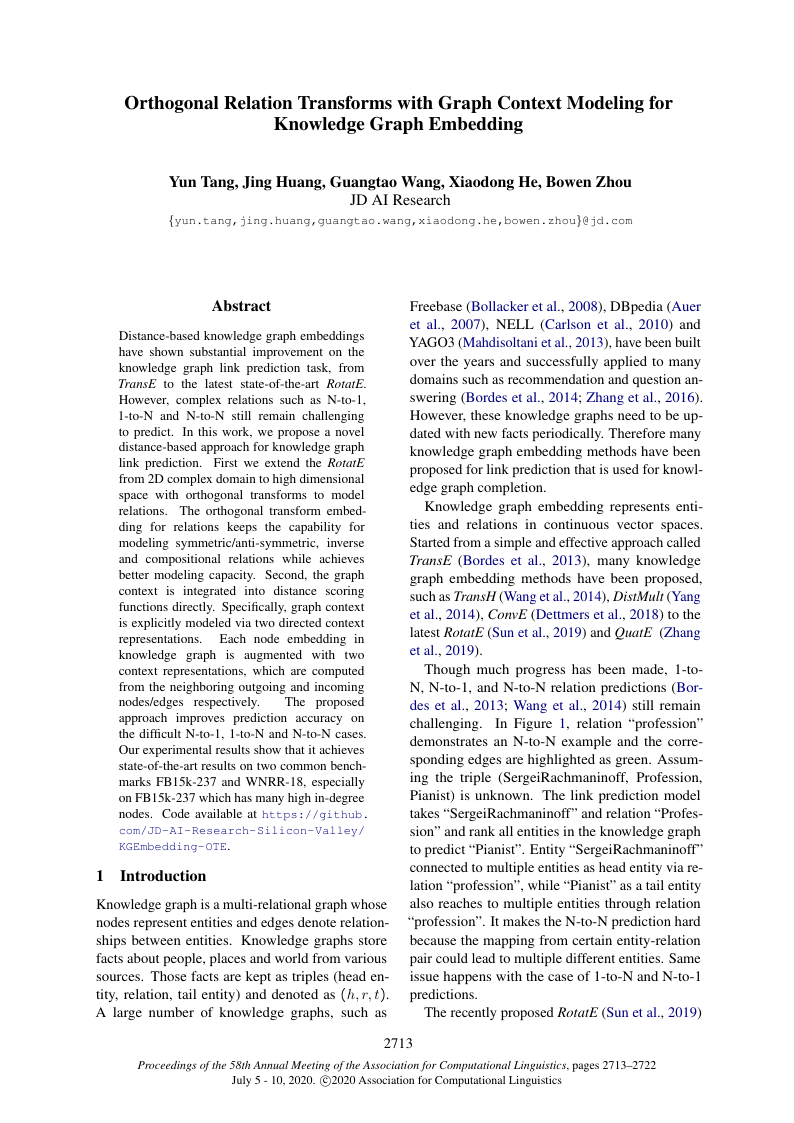 Orthogonal Relation Transforms with Graph Context Modeling for
Knowledge Graph Embedding
Yun Tang, Jing Huang, Guangtao Wang, Xiaodong He, Bowen Zhou
JD AI Research
{yun.tang,jing.huang,guangtao.wang,xiaodong.he,bowen.zhou}@jd.com
Abstract
Distance-based knowledge graph embeddings
have shown substantial improvement on the
knowledge graph link prediction task, from
TransE to the latest state-of-the-art RotatE.
However, complex relations such as N-to-1,
1-to-N and N-to-N still remain challenging
to predict. In this work, we propose a novel
distance-based approach for knowledge graph
link prediction. First we extend the RotatE
from 2D complex domain to high dimensional
space with orthogonal transforms to model
relations. The orthogonal transform embed-
ding for relations keeps the capability for
modeling symmetric/anti-symmetric, inverse
and compositional relations while achieves
better modeling capacity. Second, the graph
context is integrated into distance scoring
functions directly. Specifically, graph context
is explicitly modeled via two directed context
representations. Each node embedding in
knowledge graph is augmented with two
context representations, which are computed
from the neighboring outgoing and incoming
nodes/edges respectively. The proposed
approach improves prediction accuracy on
the difficult N-to-1, 1-to-N and N-to-N cases.
Our experimental results show that it achieves
state-of-the-art results on two common bench-
marks FB15k-237 and WNRR-18, especially
on FB15k-237 which has many high in-degree
nodes. Code available at https://github.
com/JD-AI-Research-Silicon-Valley/
KGEmbedding-OTE.
1 Introduction
Knowledge graph is a multi-relational graph whose
nodes represent entities and edges denote relation-
ships between entities. Knowledge graphs store
facts about people, places and world from various
sources. Those facts are kept as triples (head en-
tity, relation, tail entity) and denoted as (h, r, t).
A large number of knowledge graphs, such as
Freebase (Bollacker et al., 2008), DBpedia (Auer
et al., 2007), NELL (Carlson et al., 2010) and
YAGO3 (Mahdisoltani et al., 2013), have been built
over the years and successfully applied to many
domains such as recommendation and question an-
swering (Bordes et al., 2014; Zhang et al., 2016).
However, these knowledge graphs need to be up-
dated with new facts periodically. Therefore many
knowledge graph embedding methods have been
proposed for link prediction that is used for knowl-
edge graph completion.
Knowledge graph embedding represents enti-
ties and relations in continuous vector spaces.
Started from a simple and effective approach called
TransE (Bordes et al., 2013), many knowledge
graph embedding methods have been proposed,
such as TransH (Wang et al., 2014), DistMult (Yang
et al., 2014), ConvE (Dettmers et al., 2018) to the
latest RotatE (Sun et al., 2019) and QuatE (Zhang
et al., 2019).
Though much progress has been made, 1-to-
N, N-to-1, and N-to-N relation predictions (Bor-
des et al., 2013; Wang et al., 2014) still remain
challenging. In Figure 1, relation “profession”
demonstrates an N-to-N example and the corre-
sponding edges are highlighted as green. Assum-
ing the triple (SergeiRachmaninoff, Profession,
Pianist) is unknown. The link prediction model
takes “SergeiRachmaninoff” and relation “Profes-
sion” and rank all entities in the knowledge graph
to predict “Pianist”. Entity “SergeiRachmaninoff”
connected to multiple entities as head entity via re-
lation “profession”, while “Pianist” as a tail entity
also reaches to multiple entities through relation
“profession”. It makes the N-to-N prediction hard
because the mapping from certain entity-relation
pair could lead to multiple different entities. Same
issue happens with the case of 1-to-N and N-to-1
predictions.
The recently proposed RotatE (Sun et al., 2019)
2713
Proceedings of the 58th Annual Meeting of the Association for Computational Linguistics, pages 2713–2722
July 5 - 10, 2020. ©2020 Association for Computational Linguistics